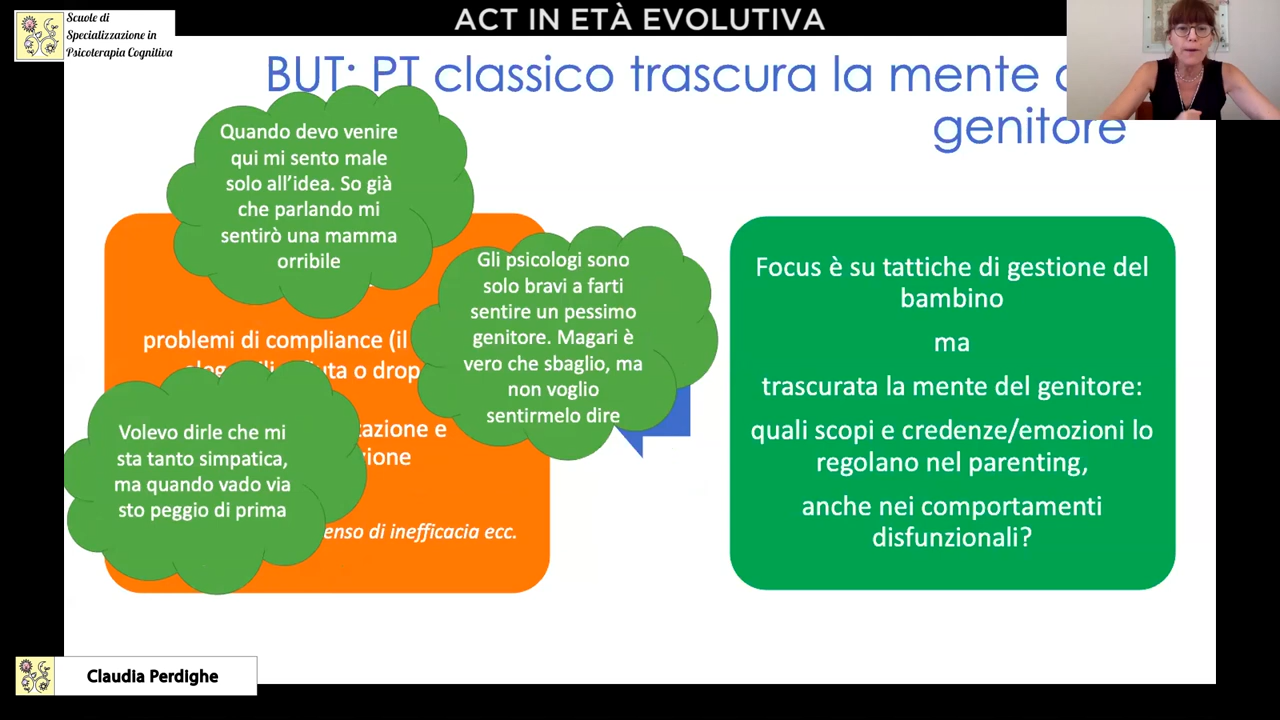 ACT IN ETÀ EVOLUTIVA
Scuole di
Specializzazione in
Psicoterapia Cognitiva
BUT: PT classico trascura la mente
genitore
Quando devo venire
qui mi sento male
solo all'idea. So già
che parlando mi
sentirò una mamma
orribile
Gli psicologi sono
solo bravi a farti
sentire un pessimo
genitore. Magari è
vero che sbaglio, ma
non voglio
sentirmelo dire
problemi di compliance (il
o drop
e
Volevo dirle che mi
sta tanto simpatica,
ma quando vado via
sto peggio di prima
enso di inefficacia ecc.
Focus è su tattiche di gestione del
bambino
ma
trascurata la mente del genitore:
quali scopi e credenze/emozioni lo
regolano nel parenting,
anche nei comportamenti
disfunzionali?
Claudia Perdighe